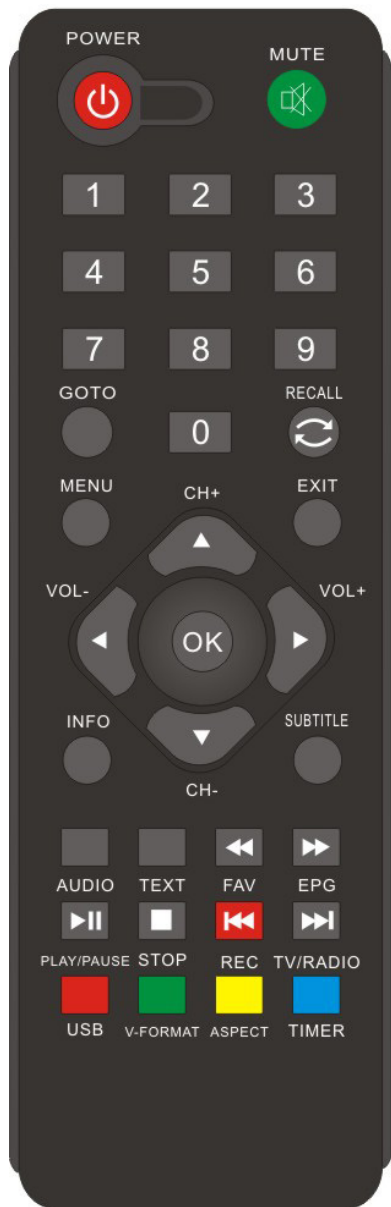 POWER
MUTE
1 2 3
4 5 6
7 8 9
GOTO RECALL
0
MENU CH+ EXIT
VOL- VOL+
OK
INFO SUBTITLE
CH-
AUDIO TEXT FAV EPG
PLAY/PAUSE STOP REC TV/RADIO
USB V-FORMAT ASPECT TIMER